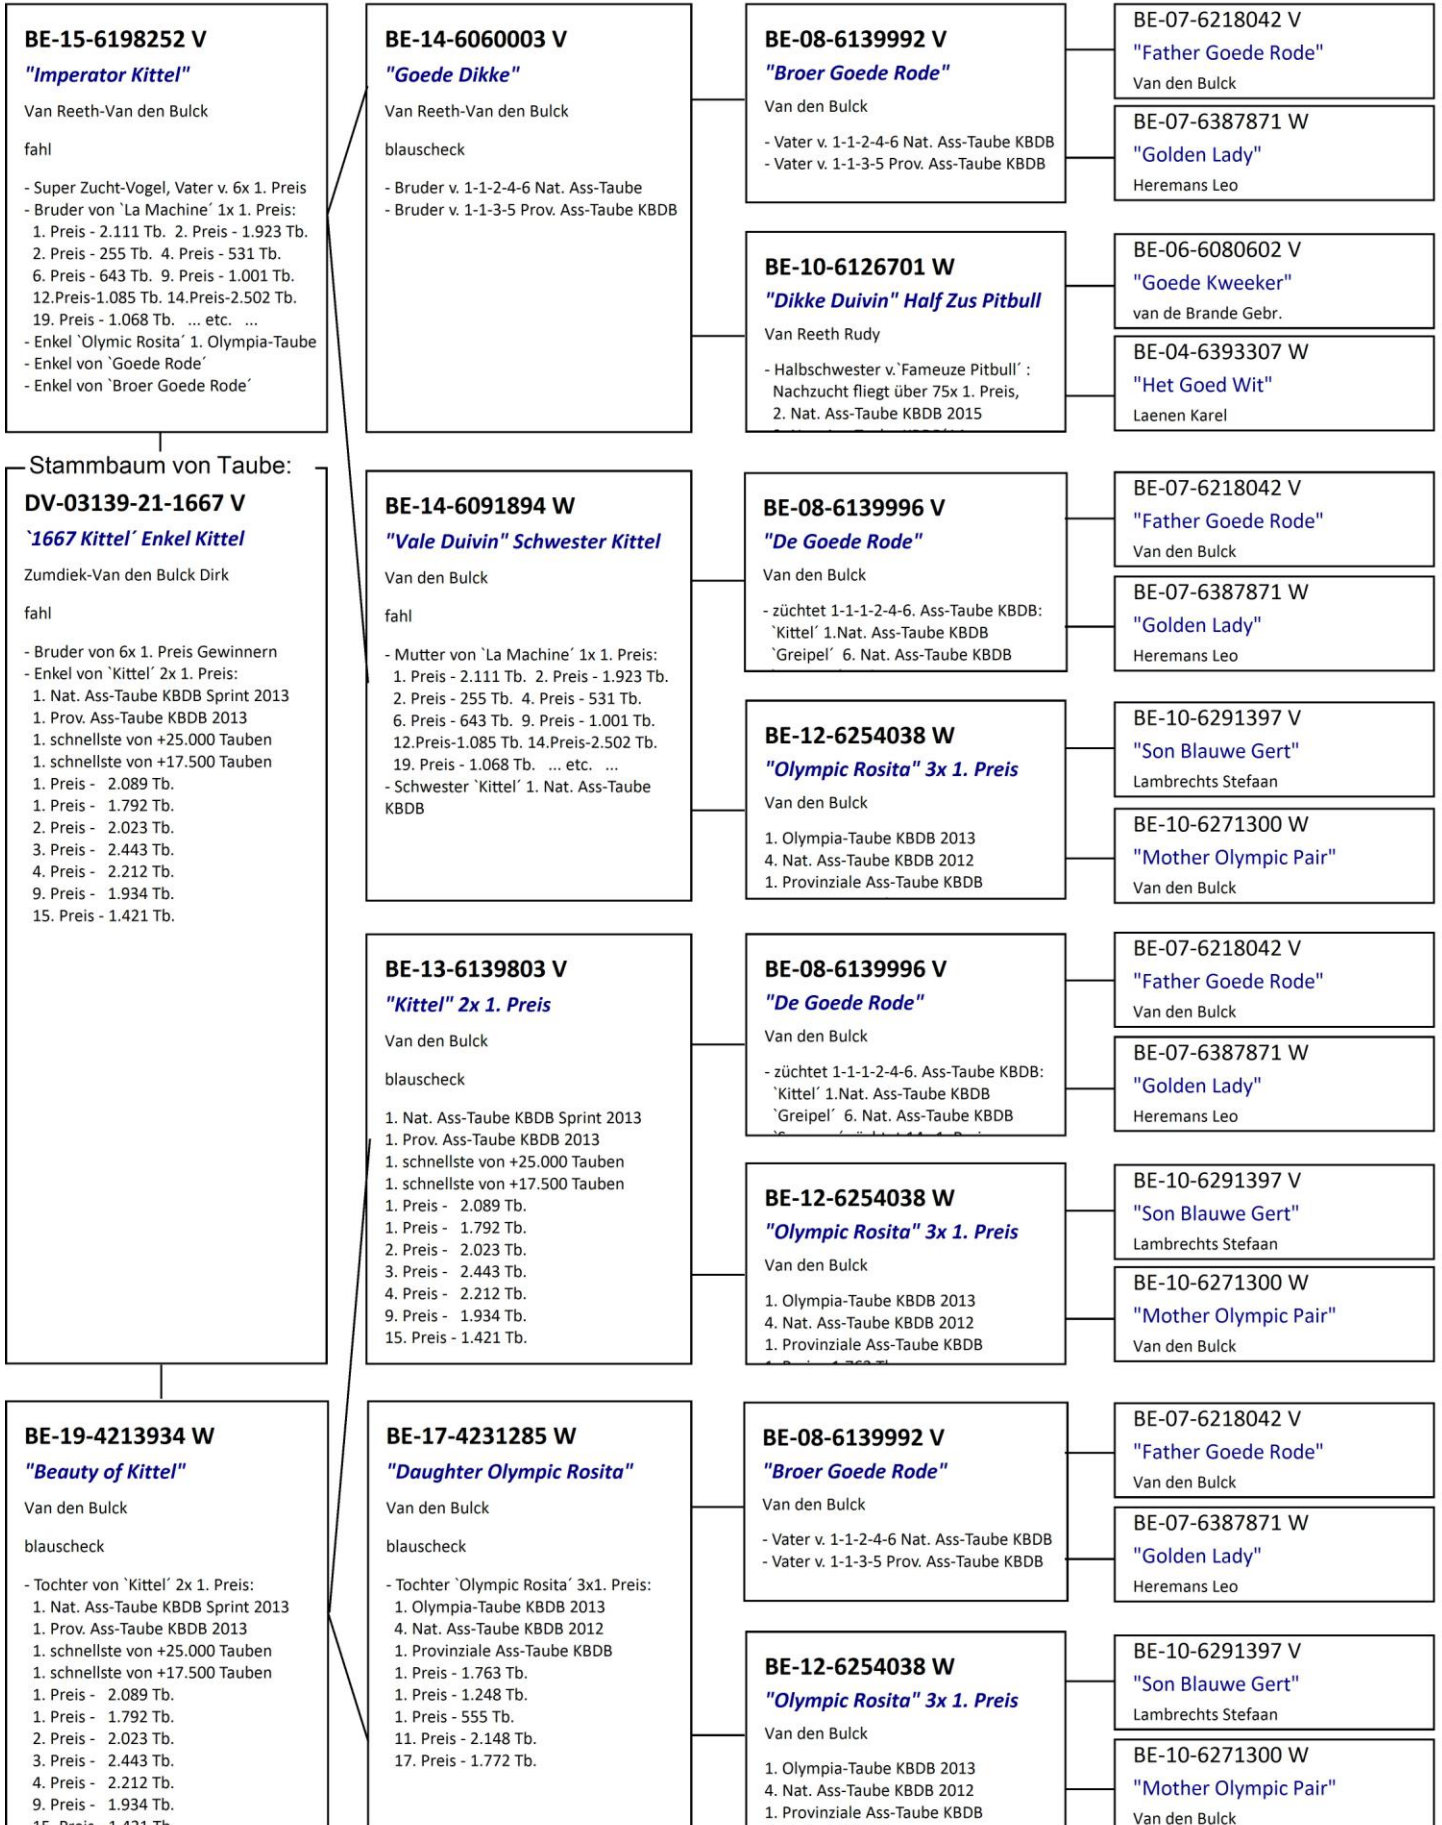 BE-15-6198252 V
"Imperator Kittel"
Van Reeth-Van den Bulck
fahl
- Super Zucht-Vogel, Vater v. 6x 1. Preis
- Bruder von `La Machine´ 1x 1. Preis:
1. Preis - 2.111 Tb. 2. Preis - 1.923 Tb.
2. Preis - 255 Tb. 4. Preis - 531 Tb.
6. Preis - 643 Tb. 9. Preis - 1.001 Tb.
12.Preis-1.085 Tb. 14.Preis-2.502 Tb.
19. Preis - 1.068 Tb. ... etc. ...
- Enkel `Olymic Rosita´ 1. Olympia-Taube
- Enkel von `Goede Rode´
- Enkel von `Broer Goede Rode´
Stammbaum von Taube:
DV-03139-21-1667 V
`1667 Kittel´ Enkel Kittel
Zumdiek-Van den Bulck Dirk
fahl
- Bruder von 6x 1. Preis Gewinnern
- Enkel von `Kittel´ 2x 1. Preis:
1. Nat. Ass-Taube KBDB Sprint 2013
1. Prov. Ass-Taube KBDB 2013
1. schnellste von +25.000 Tauben
1. schnellste von +17.500 Tauben
1. Preis - 2.089 Tb.
1. Preis - 1.792 Tb.
2. Preis - 2.023 Tb.
3. Preis - 2.443 Tb.
4. Preis - 2.212 Tb.
9. Preis - 1.934 Tb.
15. Preis - 1.421 Tb.
BE-19-4213934 W
"Beauty of Kittel"
Van den Bulck
blauscheck
- Tochter von `Kittel´ 2x 1. Preis:
1. Nat. Ass-Taube KBDB Sprint 2013
1. Prov. Ass-Taube KBDB 2013
1. schnellste von +25.000 Tauben
1. schnellste von +17.500 Tauben
1. Preis - 2.089 Tb.
1. Preis - 1.792 Tb.
2. Preis - 2.023 Tb.
3. Preis - 2.443 Tb.
4. Preis - 2.212 Tb.
9. Preis - 1.934 Tb.
15. Preis - 1.421 Tb.
BE-14-6060003 V
"Goede Dikke"
Van Reeth-Van den Bulck
blauscheck
- Bruder v. 1-1-2-4-6 Nat. Ass-Taube
- Bruder v. 1-1-3-5 Prov. Ass-Taube KBDB
BE-14-6091894 W
"Vale Duivin" Schwester Kittel
Van den Bulck
fahl
- Mutter von `La Machine´ 1x 1. Preis:
1. Preis - 2.111 Tb. 2. Preis - 1.923 Tb.
2. Preis - 255 Tb. 4. Preis - 531 Tb.
6. Preis - 643 Tb. 9. Preis - 1.001 Tb.
12.Preis-1.085 Tb. 14.Preis-2.502 Tb.
19. Preis - 1.068 Tb. ... etc. ...
- Schwester `Kittel´ 1. Nat. Ass-Taube
KBDB
BE-13-6139803 V
"Kittel" 2x 1. Preis
Van den Bulck
blauscheck
1. Nat. Ass-Taube KBDB Sprint 2013
1. Prov. Ass-Taube KBDB 2013
1. schnellste von +25.000 Tauben
1. schnellste von +17.500 Tauben
1. Preis - 2.089 Tb.
1. Preis - 1.792 Tb.
2. Preis - 2.023 Tb.
3. Preis - 2.443 Tb.
4. Preis - 2.212 Tb.
9. Preis - 1.934 Tb.
15. Preis - 1.421 Tb.
BE-17-4231285 W
"Daughter Olympic Rosita"
Van den Bulck
blauscheck
- Tochter `Olympic Rosita´ 3x1. Preis:
1. Olympia-Taube KBDB 2013
4. Nat. Ass-Taube KBDB 2012
1. Provinziale Ass-Taube KBDB
1. Preis - 1.763 Tb.
1. Preis - 1.248 Tb.
1. Preis - 555 Tb.
11. Preis - 2.148 Tb.
17. Preis - 1.772 Tb.
BE-08-6139992 V
"Broer Goede Rode"
Van den Bulck
- Vater v. 1-1-2-4-6 Nat. Ass-Taube KBDB
- Vater v. 1-1-3-5 Prov. Ass-Taube KBDB
BE-10-6126701 W
"Dikke Duivin" Half Zus Pitbull
Van Reeth Rudy
- Halbschwester v.`Fameuze Pitbull´ :
Nachzucht fliegt über 75x 1. Preis,
2. Nat. Ass-Taube KBDB 2015
BE-08-6139996 V
"De Goede Rode"
Van den Bulck
- züchtet 1-1-1-2-4-6. Ass-Taube KBDB:
`Kittel´ 1.Nat. Ass-Taube KBDB
`Greipel´ 6. Nat. Ass-Taube KBDB
BE-12-6254038 W
"Olympic Rosita" 3x 1. Preis
Van den Bulck
1. Olympia-Taube KBDB 2013
4. Nat. Ass-Taube KBDB 2012
1. Provinziale Ass-Taube KBDB
BE-08-6139996 V
"De Goede Rode"
Van den Bulck
- züchtet 1-1-1-2-4-6. Ass-Taube KBDB:
`Kittel´ 1.Nat. Ass-Taube KBDB
`Greipel´ 6. Nat. Ass-Taube KBDB
BE-12-6254038 W
"Olympic Rosita" 3x 1. Preis
Van den Bulck
1. Olympia-Taube KBDB 2013
4. Nat. Ass-Taube KBDB 2012
1. Provinziale Ass-Taube KBDB
BE-08-6139992 V
"Broer Goede Rode"
Van den Bulck
- Vater v. 1-1-2-4-6 Nat. Ass-Taube KBDB
- Vater v. 1-1-3-5 Prov. Ass-Taube KBDB
BE-12-6254038 W
"Olympic Rosita" 3x 1. Preis
Van den Bulck
1. Olympia-Taube KBDB 2013
4. Nat. Ass-Taube KBDB 2012
1. Provinziale Ass-Taube KBDB
BE-07-6218042 V
"Father Goede Rode"
Van den Bulck
BE-07-6387871 W
"Golden Lady"
Heremans Leo
BE-06-6080602 V
"Goede Kweeker"
van de Brande Gebr.
BE-04-6393307 W
"Het Goed Wit"
Laenen Karel
BE-07-6218042 V
"Father Goede Rode"
Van den Bulck
BE-07-6387871 W
"Golden Lady"
Heremans Leo
BE-10-6291397 V
"Son Blauwe Gert"
Lambrechts Stefaan
BE-10-6271300 W
"Mother Olympic Pair"
Van den Bulck
BE-07-6218042 V
"Father Goede Rode"
Van den Bulck
BE-07-6387871 W
"Golden Lady"
Heremans Leo
BE-10-6291397 V
"Son Blauwe Gert"
Lambrechts Stefaan
BE-10-6271300 W
"Mother Olympic Pair"
Van den Bulck
BE-07-6218042 V
"Father Goede Rode"
Van den Bulck
BE-07-6387871 W
"Golden Lady"
Heremans Leo
BE-10-6291397 V
"Son Blauwe Gert"
Lambrechts Stefaan
BE-10-6271300 W
"Mother Olympic Pair"
Van den Bulck